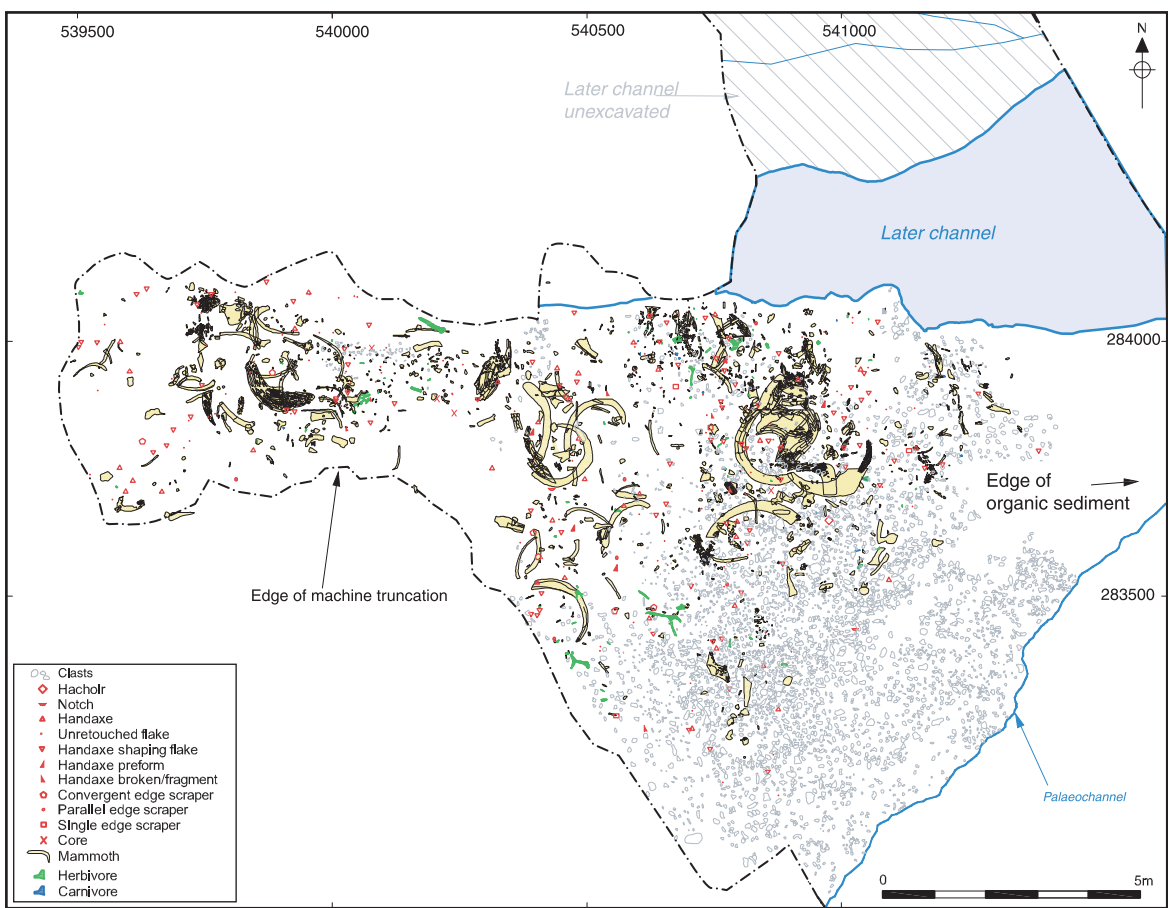 539500
540000
540500
541000
N
Later channel
unexcavated
Later channel
284000
Edge of
organic sediment
Edge of machine truncation
283500
Clasts
Hacholr
Notch
Handaxe
Unretouched flake
Handaxe shaping flake
Handaxe preform
Handaxe broken/fragment
Convergent edge scraper
Parallel edge scraper
Single edge scraper
Core
Mammoth
Herbivore
Carnivore
Palaeochannel
0
5m